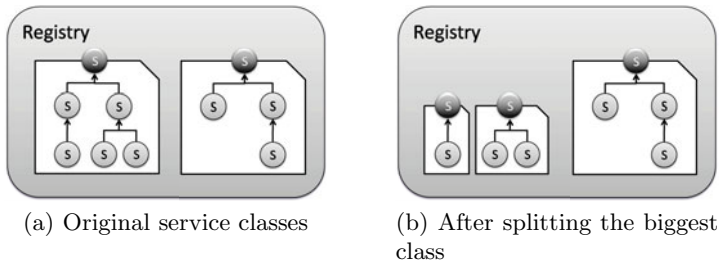 Registry
S
S S
S S S
S
S S
S
Registry
S S
S S S
S
S S
S
(a) Original service classes
(b) After splitting the biggest
class